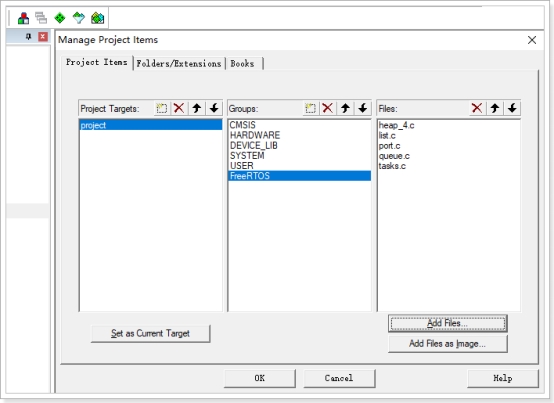 Manage Project Items
Project Items Folders/Extensions Books
Project Targets: Groups: Files:
project
CMSIS
HARDWARE
DEVICE_LIB
SYSTEM
USER
FreeRTOS
heap_4.c
list.c
port.c
queue.c
tasks.c
Set as Current Target
Add Files...
Add Files as Image...
OK Cancel Help